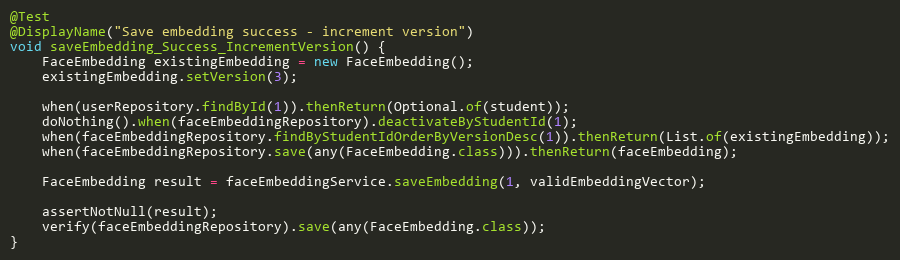 @Test
@DisplayName("Save embedding success - increment version")
void saveEmbedding_Success_IncrementVersion() {
    FaceEmbedding existingEmbedding = new FaceEmbedding();
    existingEmbedding.setVersion(3);

    when(userRepository.findById(1)).thenReturn(Optional.of(student));
    doNothing().when(faceEmbeddingRepository).deactivateByStudentId(1);
    when(faceEmbeddingRepository.findByStudentIdOrderByVersionDesc(1)).thenReturn(List.of(existingEmbedding));
    when(faceEmbeddingRepository.save(any(FaceEmbedding.class))).thenReturn(faceEmbedding);

    FaceEmbedding result = faceEmbeddingService.saveEmbedding(1, validEmbeddingVector);

    assertNotNull(result);
    verify(faceEmbeddingRepository).save(any(FaceEmbedding.class));
}